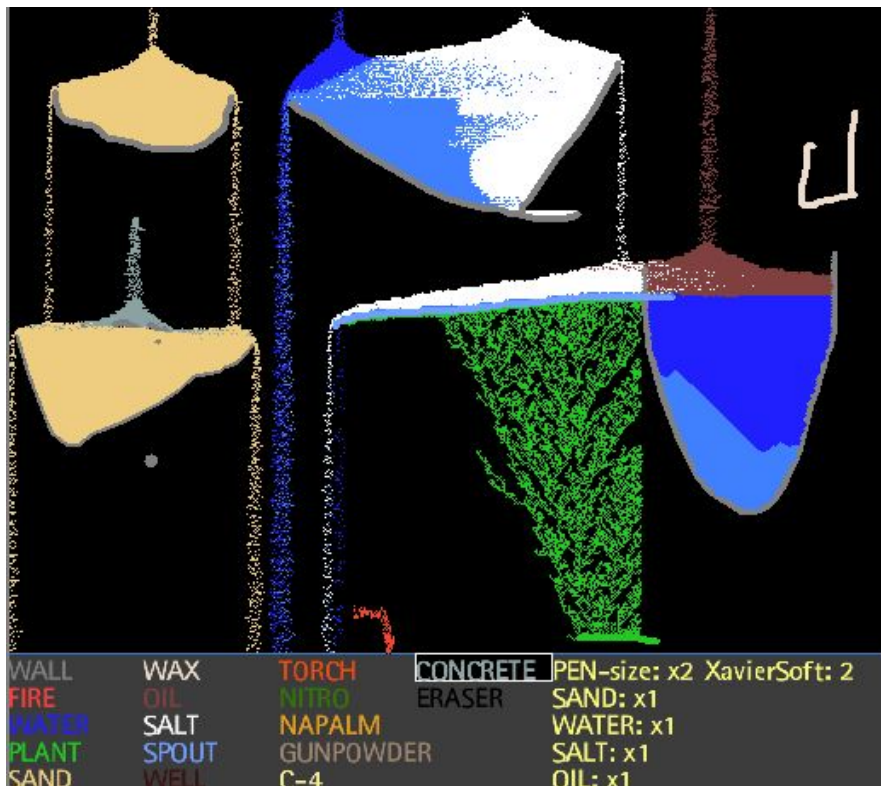 WALL WAX TORCH CONCRETE PEN-size: x2 XavierSoft: 2
FIRE OIL NITRO ERASER SAND: x1
WATER SALT NAPALM WATER: x1
PLANT SPOUT GUNPOWDER SALT: x1
SAND WELL C-4 OIL: x1